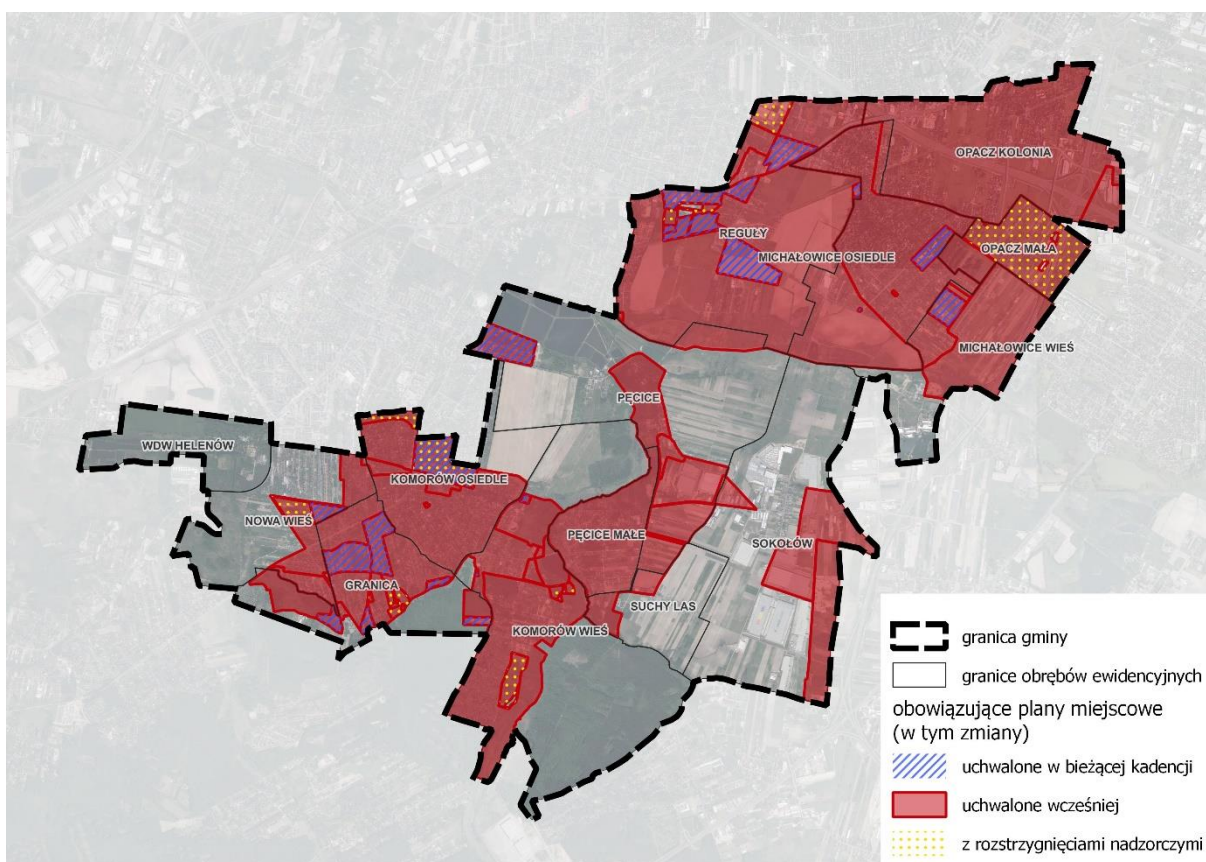 OPACZ KOLONIA
REGUŁY
OPACZ MAŁA
MICHAŁOWICE OSIEDLE
MICHAŁOWICE WIEŚ
PĘCICE
WDW HELENÓW
KOMORÓW OSIEDLE
NOWA WIEŚ
PĘCICE MAŁE
SOKOŁÓW
GRANICA
SUCHY LAS
KOMORÓW WIEŚ
granica gminy
granice obrębów ewidencyjnych
obowiązujące plany miejscowe
(w tym zmiany)
uchwalone w bieżącej kadencji
uchwalone wcześniej
z rozstrzygnięciami nadzorczymi